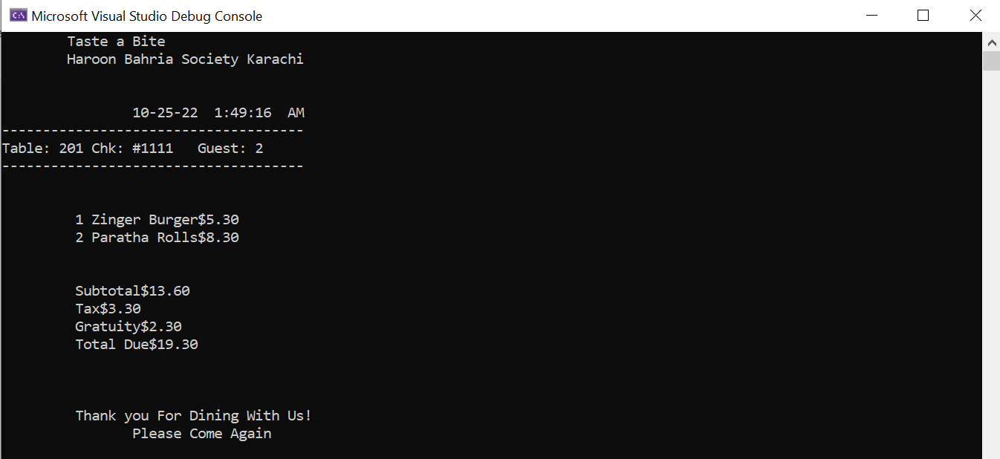 Microsoft Visual Studio Debug Console
Taste a Bite
Haroon Bahria Society Karachi
10-25-22  1:49:16  AM
-------------------------------------
Table: 201 Chk: #1111   Guest: 2
-------------------------------------
1 Zinger Burger$5.30
2 Paratha Rolls$8.30
Subtotal$13.60
Tax$3.30
Gratuity$2.30
Total Due$19.30
Thank you For Dining With Us!
Please Come Again